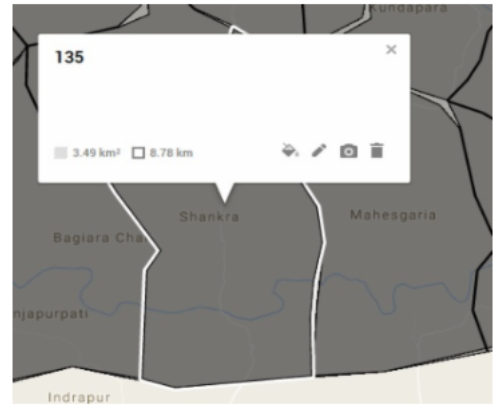 Kundapara
135
3.49 km² 8.78 km
Shankra
Mahesgaria
Bagiara Cha
njapurpati
Indrapur